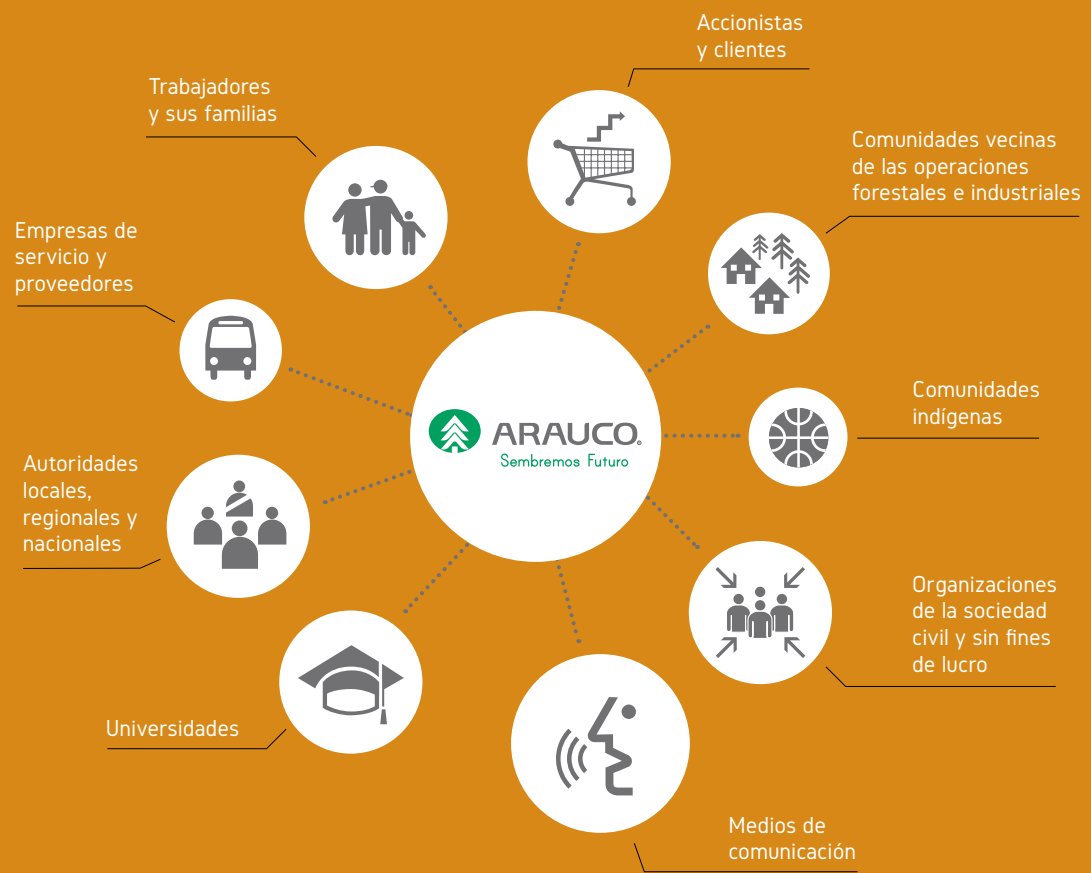 Accionistas
y clientes
Trabajadores
y sus familias
Comunidades vecinas
de las operaciones
forestales e industriales
Empresas de
servicio y
proveedores
Comunidades
indígenas
ARAUCO®
Sembremos Futuro
Autoridades
locales,
regionales y
nacionales
Organizaciones
de la sociedad
civil y sin fines
de lucro
Universidades
Medios de
comunicación